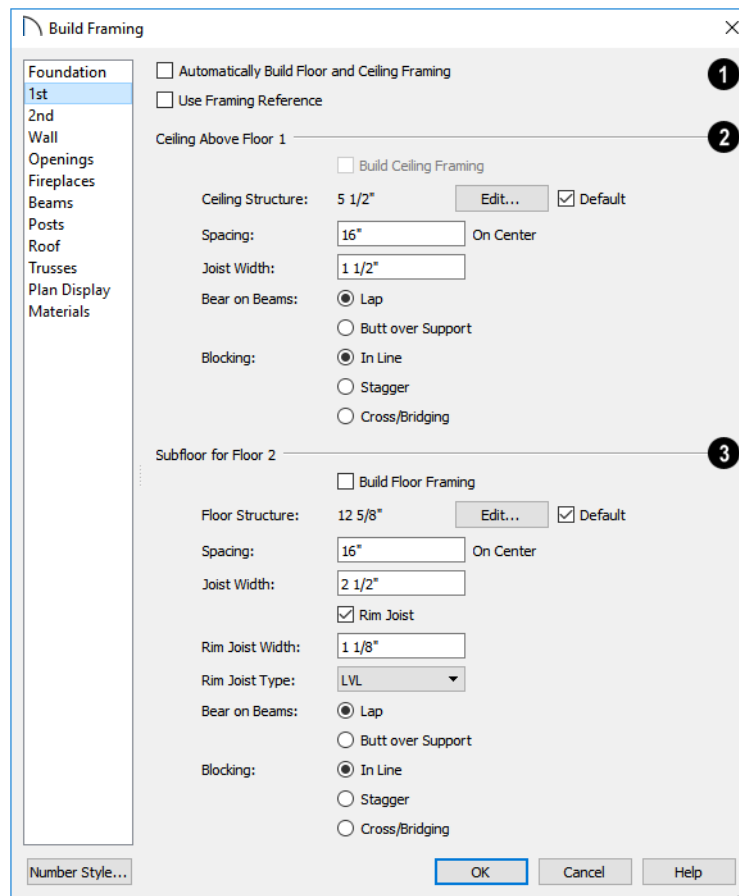 Build Framing
Foundation
1st
2nd
Wall
Openings
Fireplaces
Beams
Posts
Roof
Trusses
Plan Display
Materials
Automatically Build Floor and Ceiling Framing
1
Use Framing Reference
Ceiling Above Floor 1
2
Build Ceiling Framing
Ceiling Structure: 5 1/2" Edit... Default
Spacing: 16" On Center
Joist Width: 1 1/2"
Bear on Beams: Lap
Butt over Support
Blocking: In Line
Stagger
Cross/Bridging
Subfloor for Floor 2
3
Build Floor Framing
Floor Structure: 12 5/8" Edit... Default
Spacing: 16" On Center
Joist Width: 2 1/2"
Rim Joist
Rim Joist Width: 1 1/8"
Rim Joist Type: LVL
Bear on Beams: Lap
Butt over Support
Blocking: In Line
Stagger
Cross/Bridging
Number Style... OK Cancel Help